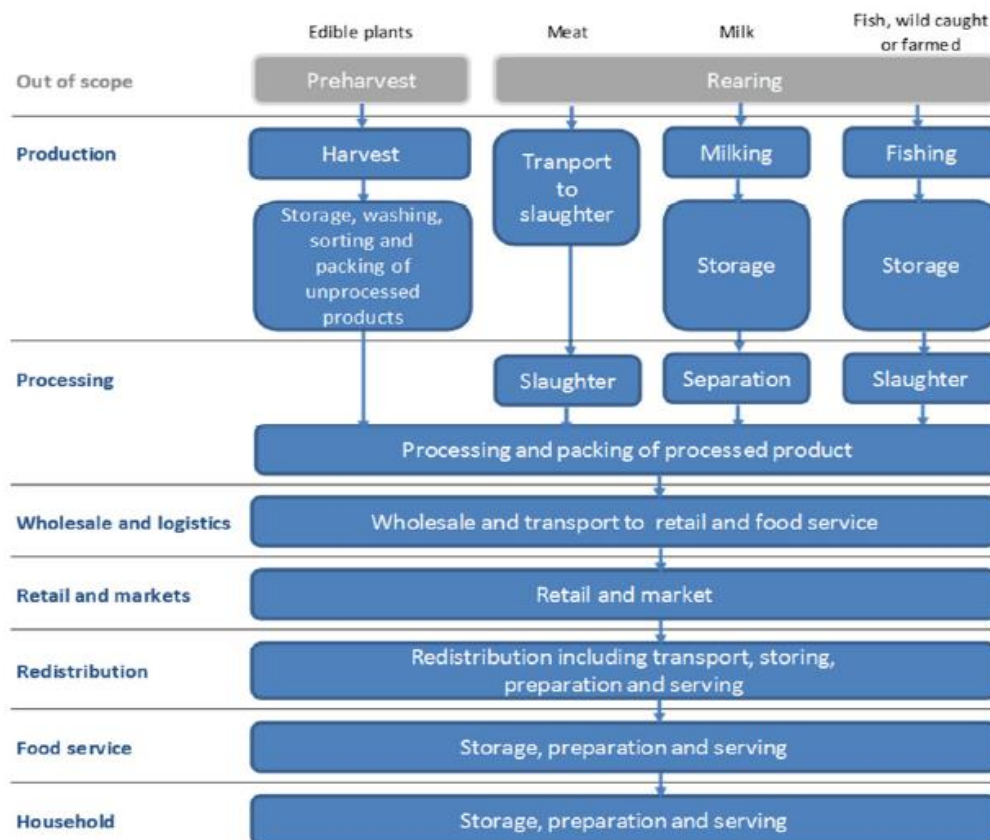 Edible plants
Meat
Milk
Fish, wild caught
or farmed
Out of scope
Preharvest
Rearing
Production
Harvest
Tranport
to
slaughter
Milking
Fishing
Storage, washing,
sorting and
packing of
unprocessed
products
Storage
Storage
Processing
Slaughter
Separation
Slaughter
Processing and packing of processed product
Wholesale and logistics
Wholesale and transport to retail and food service
Retail and markets
Retail and market
Redistribution
Redistribution including transport, storing,
preparation and serving
Food service
Storage, preparation and serving
Household
Storage, preparation and serving